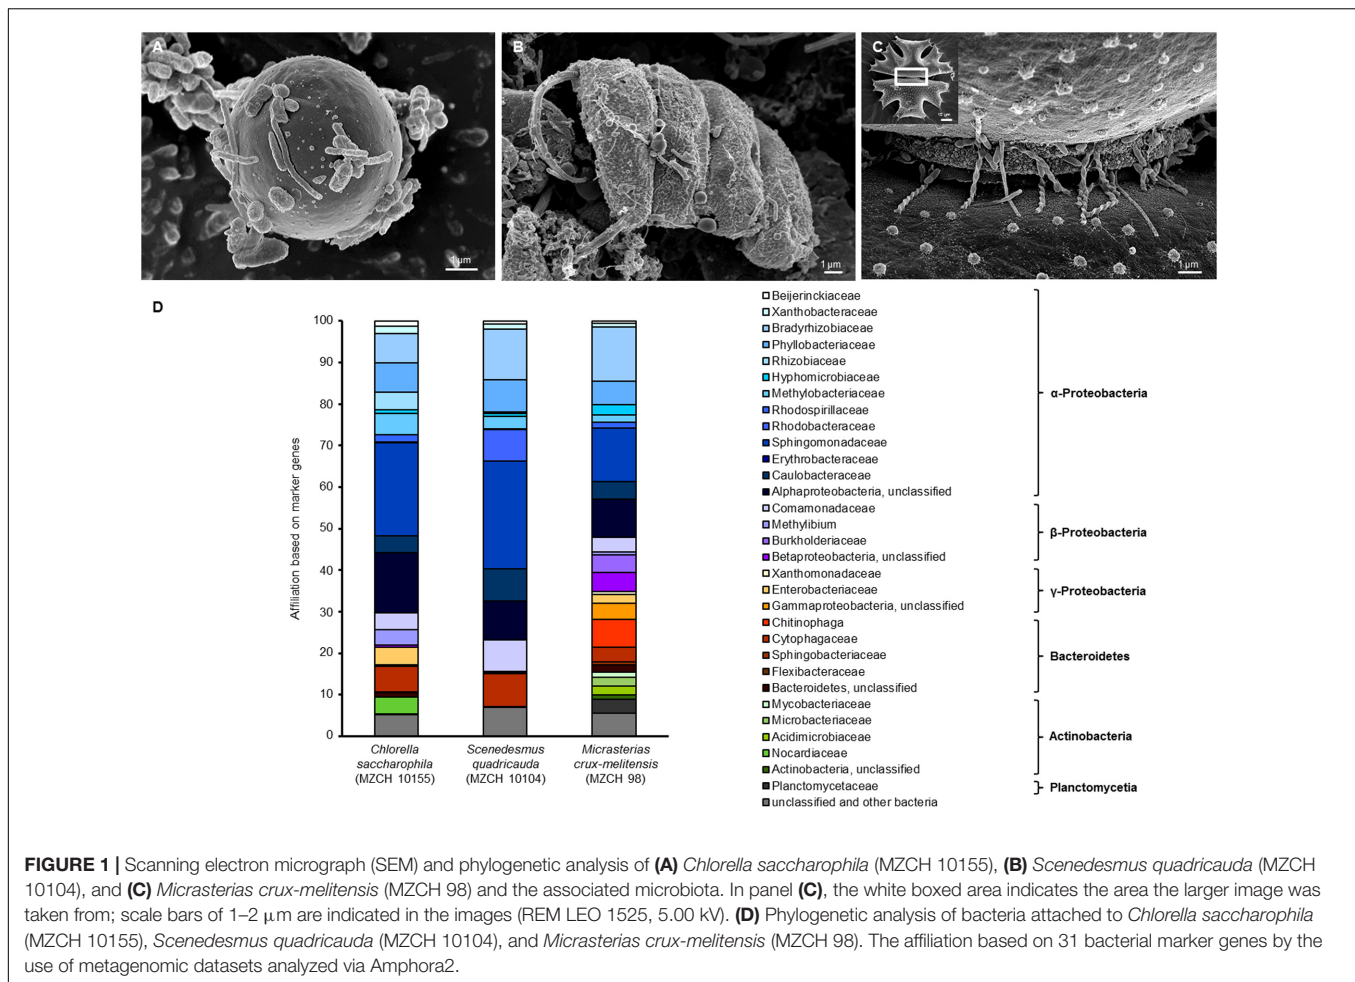 A
B
C
1 µm
1 µm
1 µm
D
Affiliation based on marker genes
100
90
80
70
60
50
40
30
20
10
0
Chlorella
saccharophila
(MZCH 10155)
Scenedesmus
quadricauda
(MZCH 10104)
Micrasterias
crux-melitensis
(MZCH 98)
Beijerinckiaceae
Xanthobacteraceae
Bradyrhizobiaceae
Phyllobacteriaceae
Rhizobiaceae
Hyphomicrobiaceae
Methylobacteriaceae
Rhodospirillaceae
Rhodobacteraceae
Sphingomonadaceae
Erythrobacteraceae
Caulobacteraceae
Alphaproteobacteria, unclassified
Comamonadaceae
Methylibium
Burkholderiaceae
Betaproteobacteria, unclassified
Xanthomonadaceae
Enterobacteriaceae
Gammaproteobacteria, unclassified
Chitinophaga
Cytophagaceae
Sphingobacteriaceae
Flexibacteraceae
Bacteroidetes, unclassified
Mycobacteriaceae
Microbacteriaceae
Acidimicrobiaceae
Nocardiaceae
Actinobacteria, unclassified
Planctomycetaceae
unclassified and other bacteria
α-Proteobacteria
β-Proteobacteria
γ-Proteobacteria
Bacteroidetes
Actinobacteria
Planctomycetia
FIGURE 1 | Scanning electron micrograph (SEM) and phylogenetic analysis of (A) Chlorella saccharophila (MZCH 10155), (B) Scenedesmus quadricauda (MZCH
10104), and (C) Micrasterias crux-melitensis (MZCH 98) and the associated microbiota. In panel (C), the white boxed area indicates the area the larger image was
taken from; scale bars of 1–2 µm are indicated in the images (REM LEO 1525, 5.00 kV). (D) Phylogenetic analysis of bacteria attached to Chlorella saccharophila
(MZCH 10155), Scenedesmus quadricauda (MZCH 10104), and Micrasterias crux-melitensis (MZCH 98). The affiliation based on 31 bacterial marker genes by the
use of metagenomic datasets analyzed via Amphora2.